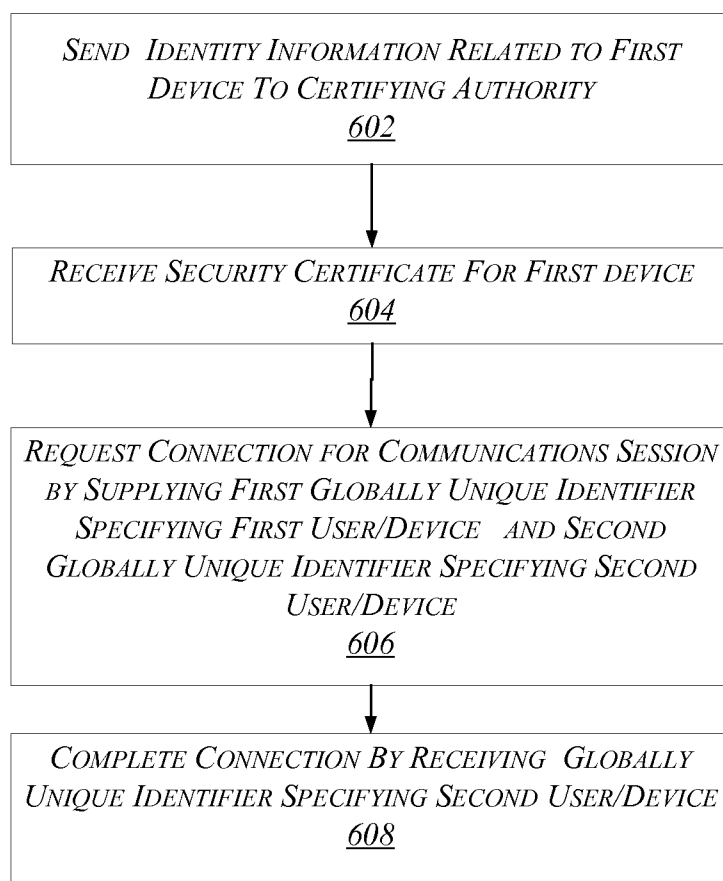 SEND IDENTITY INFORMATION RELATED TO FIRST
DEVICE TO CERTIFYING AUTHORITY
602
RECEIVE SECURITY CERTIFICATE FOR FIRST DEVICE
604
REQUEST CONNECTION FOR COMMUNICATIONS SESSION
BY SUPPLYING FIRST GLOBALLY UNIQUE IDENTIFIER
SPECIFYING FIRST USER/DEVICE AND SECOND
GLOBALLY UNIQUE IDENTIFIER SPECIFYING SECOND
USER/DEVICE
606
COMPLETE CONNECTION BY RECEIVING GLOBALLY
UNIQUE IDENTIFIER SPECIFYING SECOND USER/DEVICE
608